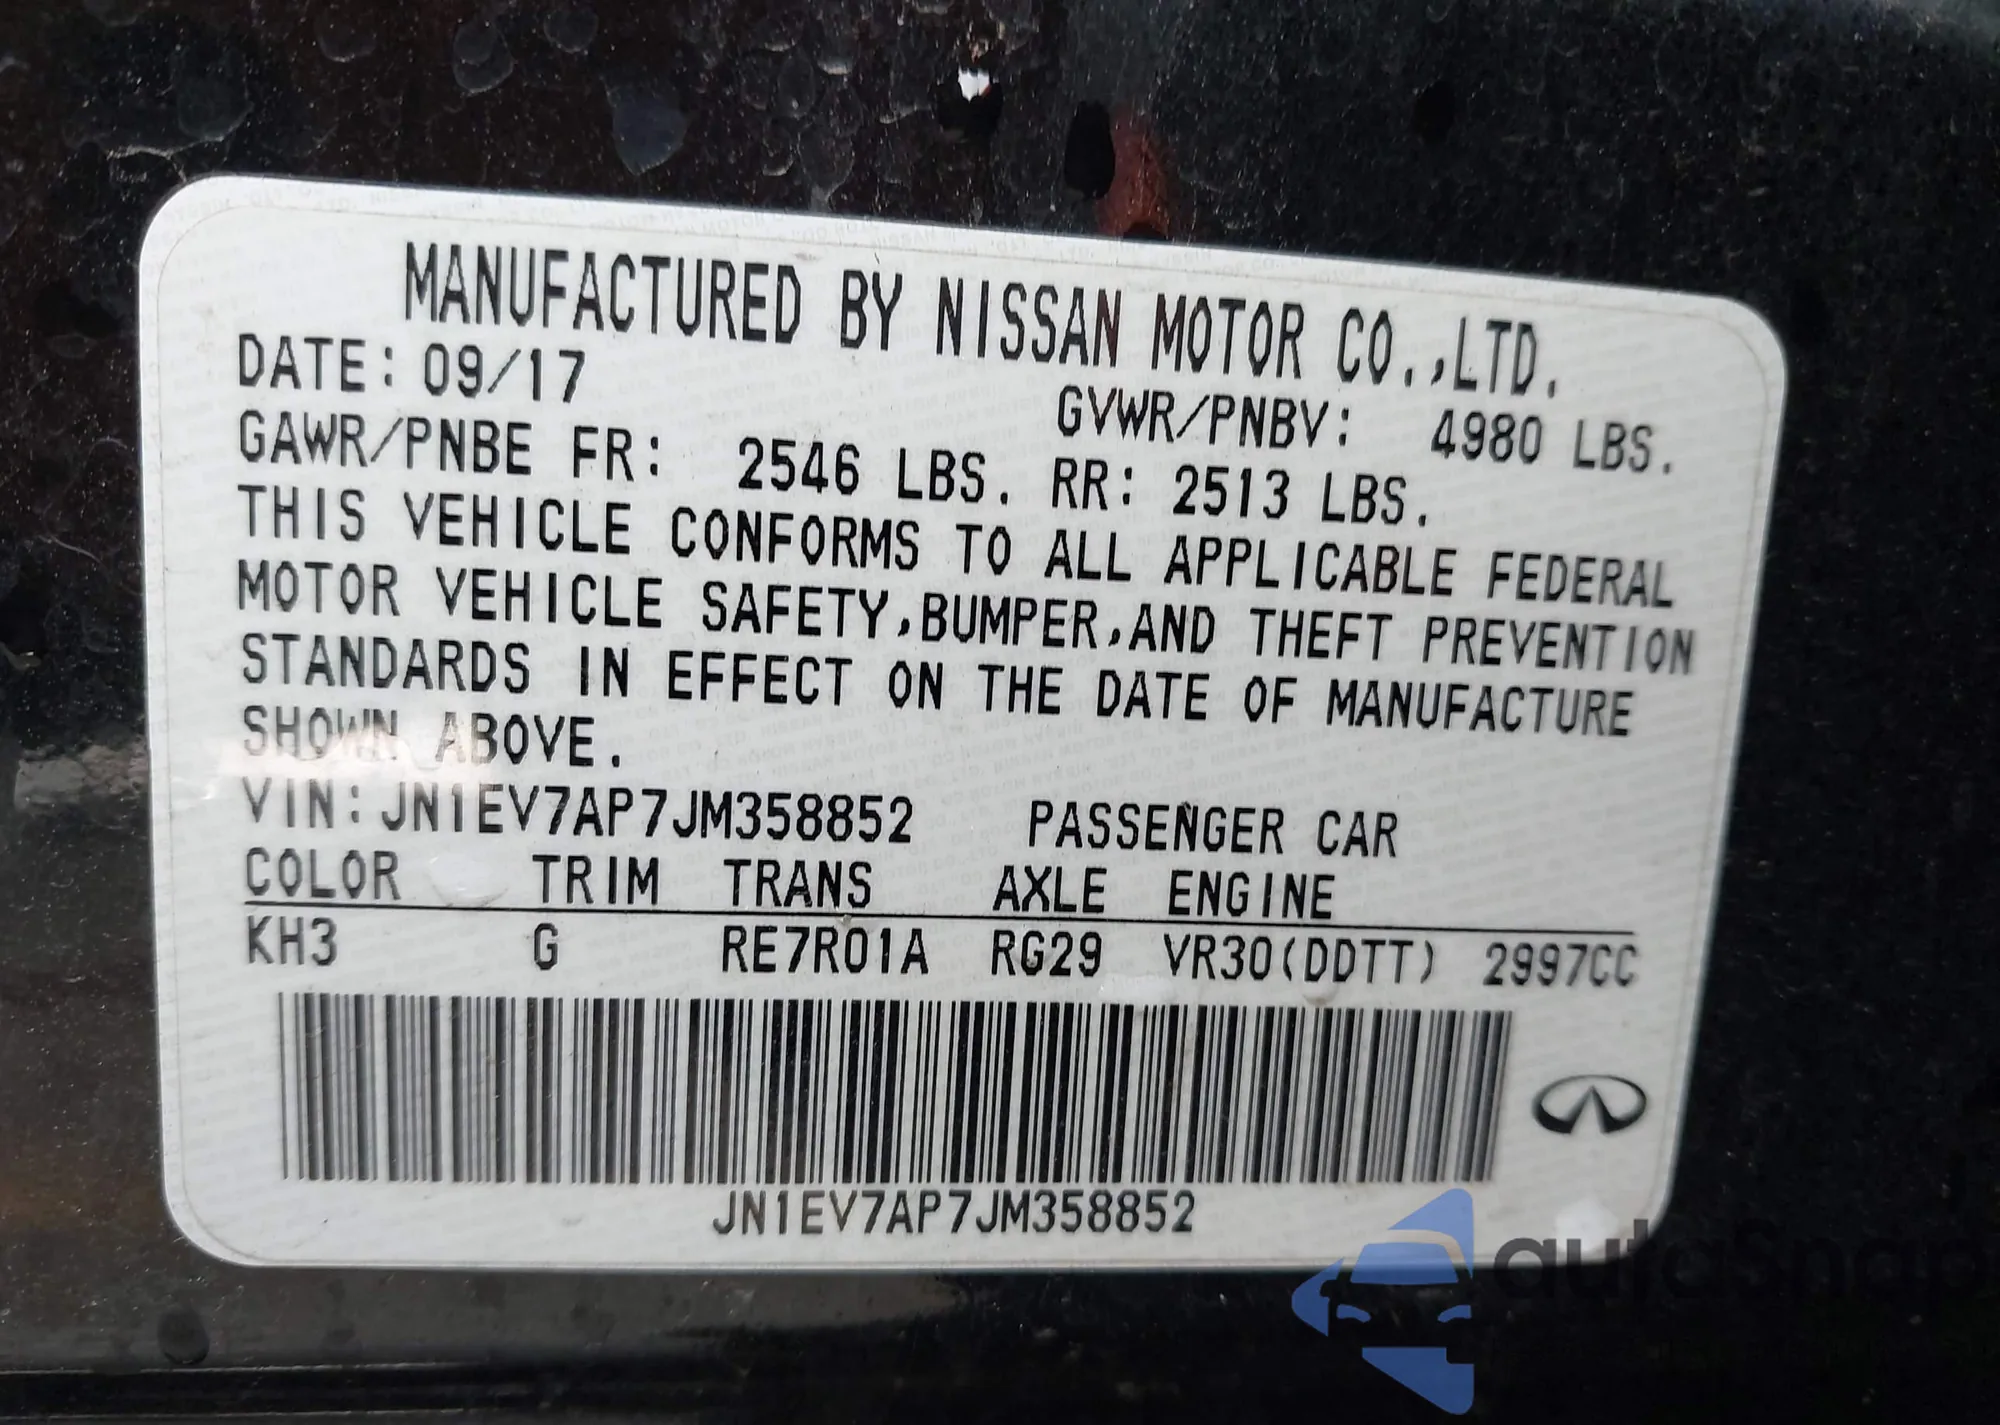 MANUFACTURED BY NISSAN MOTOR CO.,LTD.
DATE: 09/17 GVWR/PNBV: 4980 LBS.
GAWR/PNBE FR: 2546 LBS. RR: 2513 LBS.
THIS VEHICLE CONFORMS TO ALL APPLICABLE FEDERAL
MOTOR VEHICLE SAFETY,BUMPER,AND THEFT PREVENTION
STANDARDS IN EFFECT ON THE DATE OF MANUFACTURE
SHOWN ABOVE.
VIN:JN1EV7AP7JM358852 PASSENGER CAR
COLOR TRIM TRANS AXLE ENGINE
KH3 G RE7R01A RG29 VR30(DDTT) 2997CC
JN1EV7AP7JM358852
autasnap